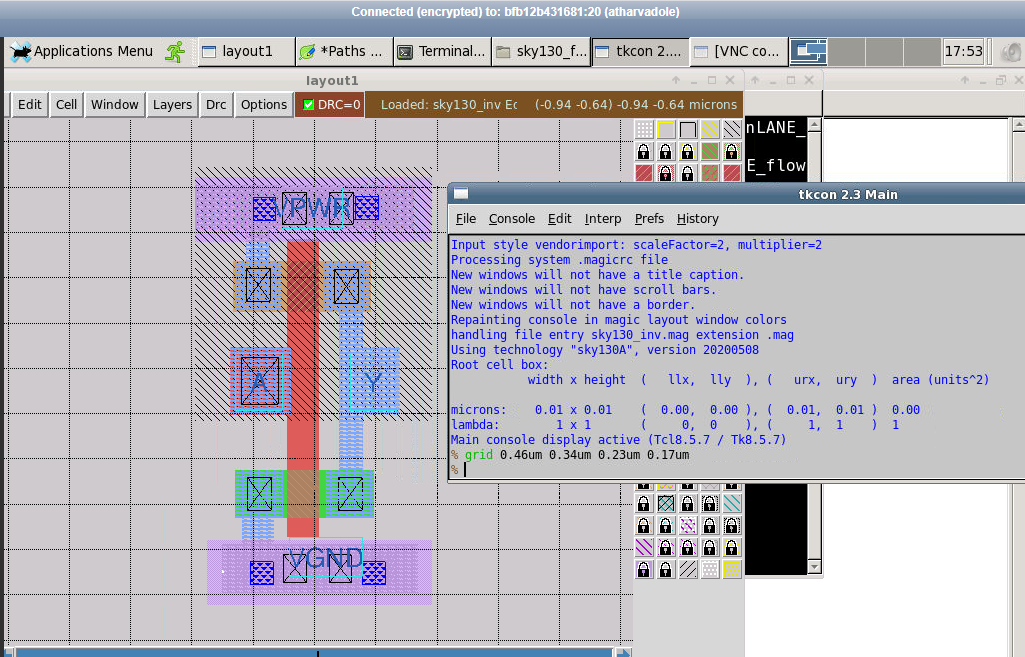 Connected (encrypted) to: bfb12b431681:20 (atharvadole)
Applications Menu layout1 *Paths ... Terminal... sky130_f... tkcon 2.... [VNC co... 17:53
layout1
Edit Cell Window Layers Drc Options DRC=0 Loaded: sky130_inv Ec (-0.94 -0.64) -0.94 -0.64 microns
nLANE_
E_flow
VPWR
A
Y
VGND
tkcon 2.3 Main
File Console Edit Interp Prefs History
Input style vendorimport: scaleFactor=2, multiplier=2
Processing system .magicrc file
New windows will not have a title caption.
New windows will not have scroll bars.
New windows will not have a border.
Repainting console in magic layout window colors
handling file entry sky130_inv.mag extension .mag
Using technology "sky130A", version 20200508
Root cell box:
width x height ( llx, lly ), ( urx, ury ) area (units^2)
microns: 0.01 x 0.01 ( 0.00, 0.00 ), ( 0.01, 0.01 ) 0.00
lambda: 1 x 1 ( 0, 0 ), ( 1, 1 ) 1
Main console display active (Tcl8.5.7 / Tk8.5.7)
% grid 0.46um 0.34um 0.23um 0.17um
%